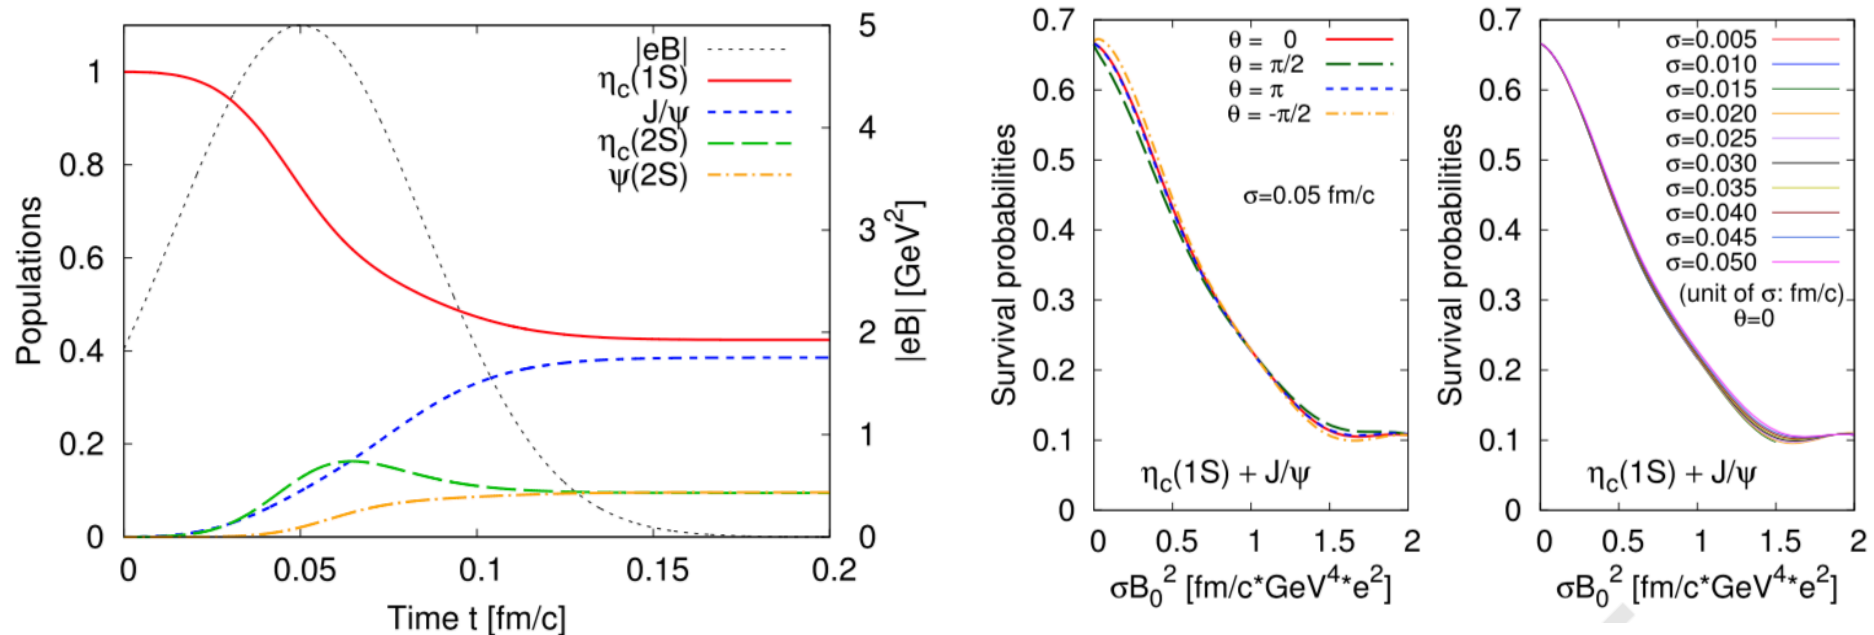 Populations
1
0.8
0.6
0.4
0.2
0
0 0.05 0.1 0.15 0.2
Time t [fm/c]
5
4
3
2
1
0
|eB| [GeV²]
|eB|
ηc(1S)
J/ψ
ηc(2S)
ψ(2S)
Survival probabilities
0.7
0.6
0.5
0.4
0.3
0.2
0.1
0
0 0.5 1 1.5 2
σB₀² [fm/c*GeV⁴*e²]
θ = 0
θ = π/2
θ = π
θ = -π/2
σ=0.05 fm/c
ηc(1S) + J/ψ
Survival probabilities
0.7
0.6
0.5
0.4
0.3
0.2
0.1
0
0 0.5 1 1.5 2
σB₀² [fm/c*GeV⁴*e²]
σ=0.005
σ=0.010
σ=0.015
σ=0.020
σ=0.025
σ=0.030
σ=0.035
σ=0.040
σ=0.045
σ=0.050
(unit of σ: fm/c)
θ=0
ηc(1S) + J/ψ